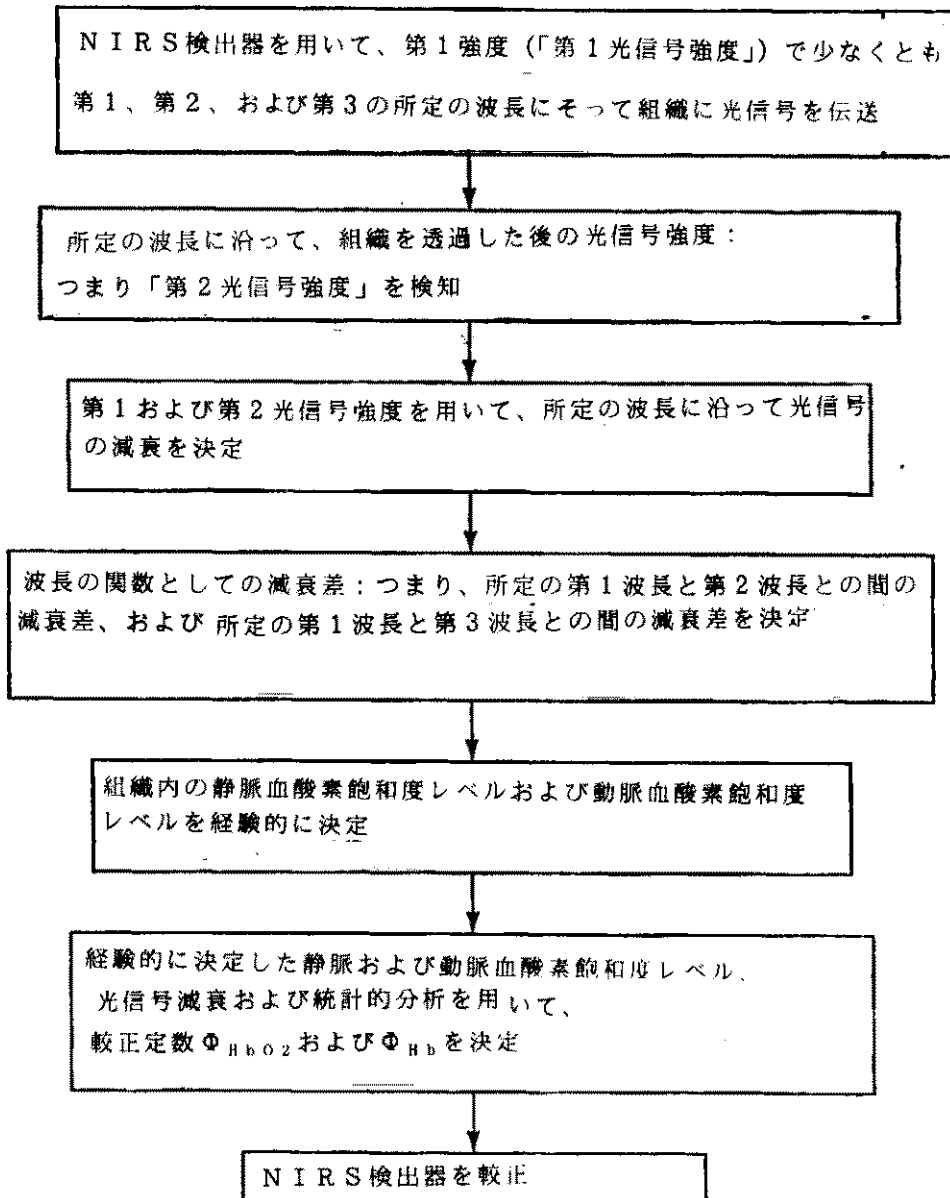 NIRS検出器を用いて、第1強度(「第1光信号強度」)で少なくとも
第1、第2、および第3の所定の波長にそって組織に光信号を伝送
所定の波長に沿って、組織を透過した後の光信号強度:
つまり「第2光信号強度」を検知
第1および第2光信号強度を用いて、所定の波長に沿って光信号
の減衰を決定
波長の関数としての減衰差:つまり、所定の第1波長と第2波長との間の
減衰差、および所定の第1波長と第3波長との間の減衰差を決定
組織内の静脈血酸素飽和度レベルおよび動脈血酸素飽和度
レベルを経験的に決定
経験的に決定した静脈および動脈血酸素飽和度レベル、
光信号減衰および統計的分析を用いて、
較正定数ΦHbO2およびΦHbを決定
NIRS検出器を較正